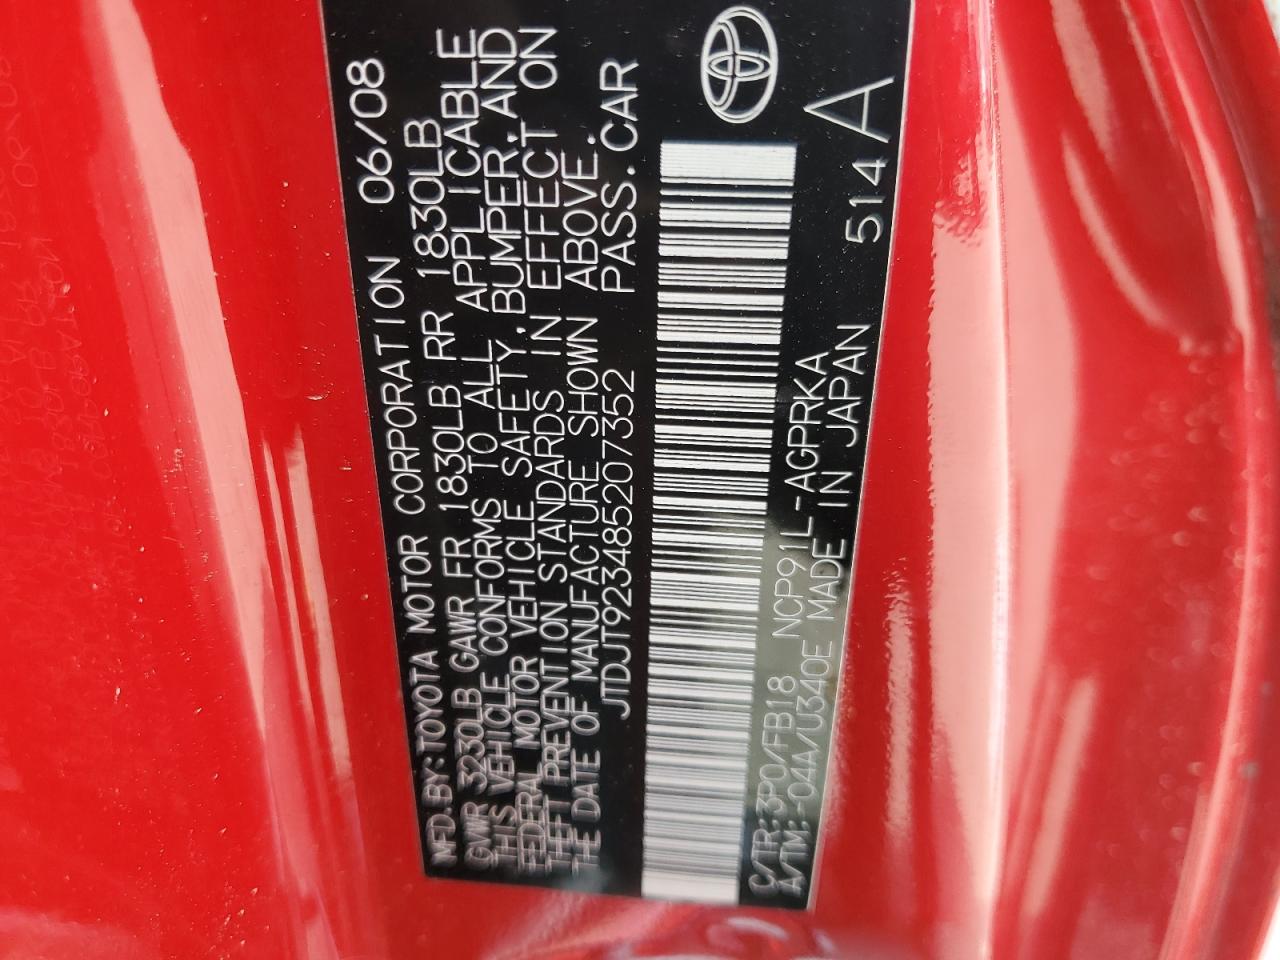 MFD.BY:TOYOTA MOTOR CORPORATION 06/08
GVWR 3230LB GAWR FR 1830LB RR 1830LB
THIS VEHICLE CONFORMS TO ALL APPLICABLE
FEDERAL MOTOR VEHICLE SAFETY,BUMPER,AND
THEFT PREVENTION STANDARDS IN EFFECT ON
THE DATE OF MANUFACTURE SHOWN ABOVE.
JTDJT923485207352 PASS.CAR
C/TR:3P0/FB18 NCP91L-AGPRKA
A/TM:-04A/U340E MADE IN JAPAN 514 A